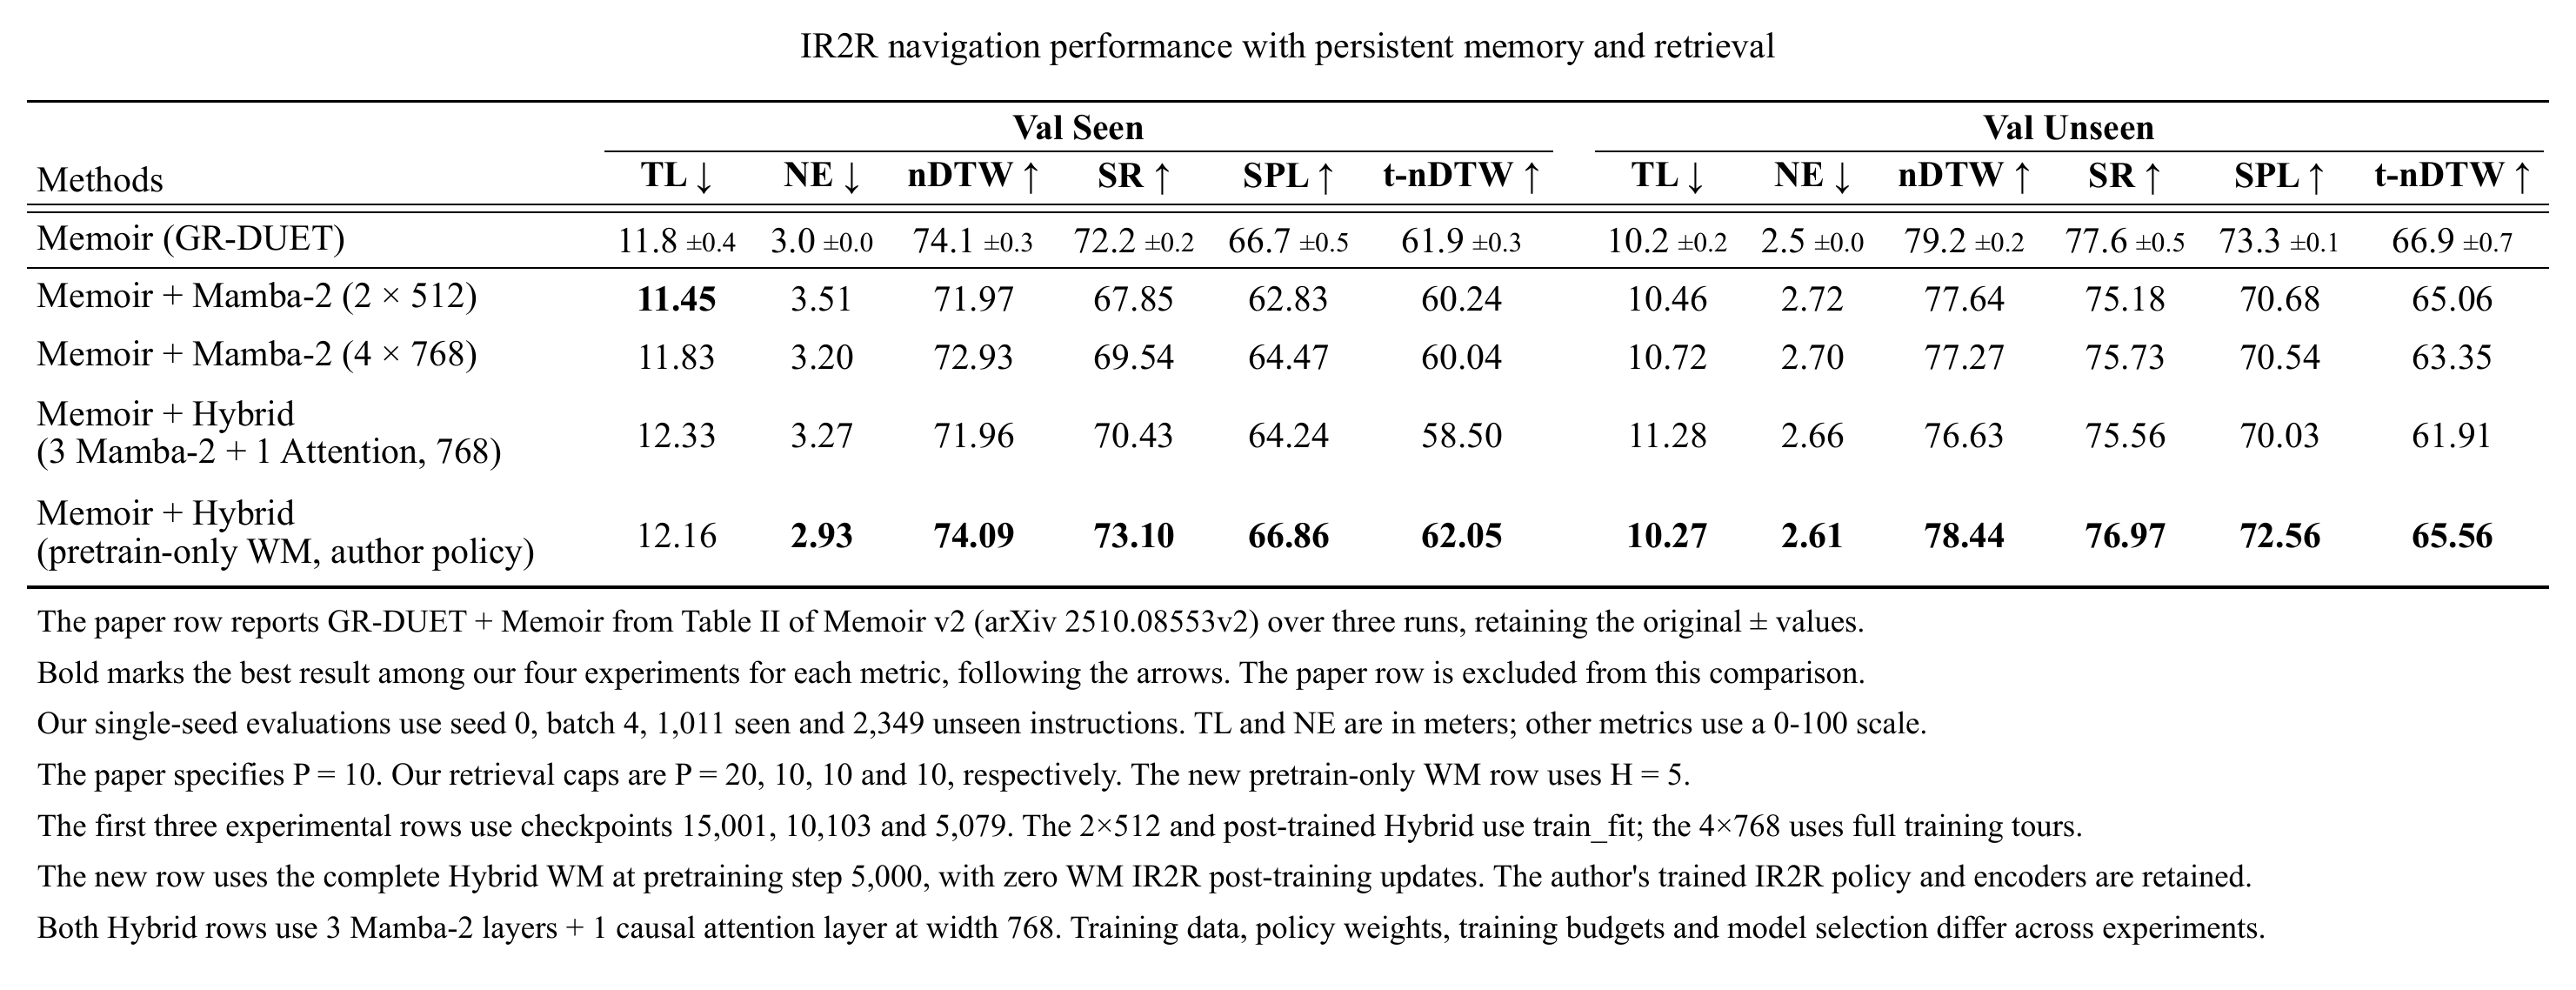 IR2R navigation performance with persistent memory and retrieval
Val Seen Val Unseen
Methods TL ↓ NE ↓ nDTW ↑ SR ↑ SPL ↑ t-nDTW ↑ TL ↓ NE ↓ nDTW ↑ SR ↑ SPL ↑ t-nDTW ↑
Memoir (GR-DUET) 11.8 ±0.4 3.0 ±0.0 74.1 ±0.3 72.2 ±0.2 66.7 ±0.5 61.9 ±0.3 10.2 ±0.2 2.5 ±0.0 79.2 ±0.2 77.6 ±0.5 73.3 ±0.1 66.9 ±0.7
Memoir + Mamba-2 (2 × 512) 11.45 3.51 71.97 67.85 62.83 60.24 10.46 2.72 77.64 75.18 70.68 65.06
Memoir + Mamba-2 (4 × 768) 11.83 3.20 72.93 69.54 64.47 60.04 10.72 2.70 77.27 75.73 70.54 63.35
Memoir + Hybrid
(3 Mamba-2 + 1 Attention, 768) 12.33 3.27 71.96 70.43 64.24 58.50 11.28 2.66 76.63 75.56 70.03 61.91
Memoir + Hybrid
(pretrain-only WM, author policy) 12.16 2.93 74.09 73.10 66.86 62.05 10.27 2.61 78.44 76.97 72.56 65.56
The paper row reports GR-DUET + Memoir from Table II of Memoir v2 (arXiv 2510.08553v2) over three runs, retaining the original ± values.
Bold marks the best result among our four experiments for each metric, following the arrows. The paper row is excluded from this comparison.
Our single-seed evaluations use seed 0, batch 4, 1,011 seen and 2,349 unseen instructions. TL and NE are in meters; other metrics use a 0-100 scale.
The paper specifies P = 10. Our retrieval caps are P = 20, 10, 10 and 10, respectively. The new pretrain-only WM row uses H = 5.
The first three experimental rows use checkpoints 15,001, 10,103 and 5,079. The 2×512 and post-trained Hybrid use train_fit; the 4×768 uses full training tours.
The new row uses the complete Hybrid WM at pretraining step 5,000, with zero WM IR2R post-training updates. The author's trained IR2R policy and encoders are retained.
Both Hybrid rows use 3 Mamba-2 layers + 1 causal attention layer at width 768. Training data, policy weights, training budgets and model selection differ across experiments.